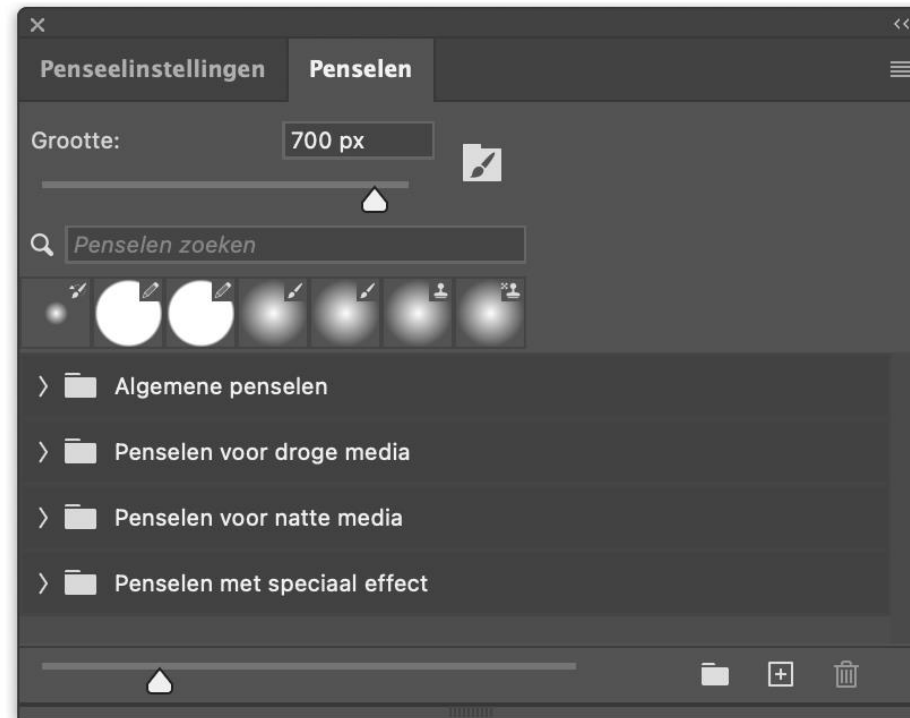 Penseelinstellingen Penselen
Grootte: 700 px
Penselen zoeken
Algemene penselen
Penselen voor droge media
Penselen voor natte media
Penselen met speciaal effect